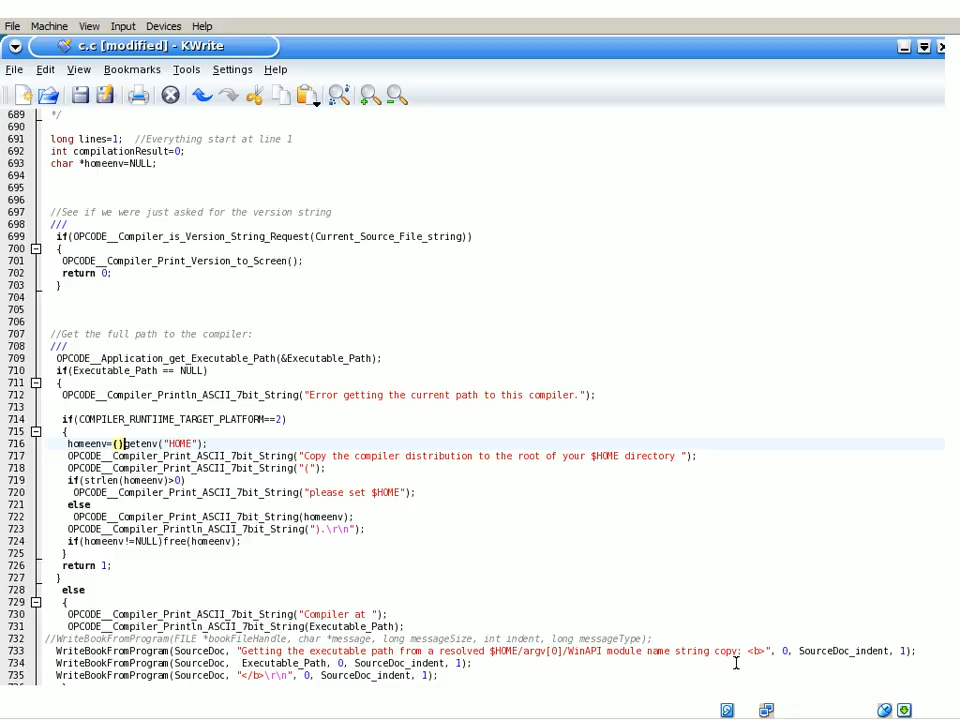 File Machine View Input Devices Help
c.c [modified] - KWrite
File Edit View Bookmarks Tools Settings Help
689 */
690
691 long lines=1; //Everything start at line 1
692 int compilationResult=0;
693 char *homeenv=NULL;
694
695
696
697 //See if we were just asked for the version string
698 ///
699 if(OPCODE__Compiler_is_Version_String_Request(Current_Source_File_string))
700 {
701 OPCODE__Compiler_Print_Version_to_Screen();
702 return 0;
703 }
704
705
706
707 //Get the full path to the compiler:
708 ///
709 OPCODE__Application_get_Executable_Path(&Executable_Path);
710 if(Executable_Path == NULL)
711 {
712 OPCODE__Compiler_Println_ASCII_7bit_String("Error getting the current path to this compiler.");
713
714 if(COMPILER_RUNTIIME_TARGET_PLATFORM==2)
715 {
716 homeenv=()getenv("HOME");
717 OPCODE__Compiler_Print_ASCII_7bit_String("Copy the compiler distribution to the root of your $HOME directory ");
718 OPCODE__Compiler_Print_ASCII_7bit_String("(");
719 if(strlen(homeenv)>0)
720 OPCODE__Compiler_Print_ASCII_7bit_String("please set $HOME");
721 else
722 OPCODE__Compiler_Print_ASCII_7bit_String(homeenv);
723 OPCODE__Compiler_Println_ASCII_7bit_String(").\r\n");
724 if(homeenv!=NULL)free(homeenv);
725 }
726 return 1;
727 }
728 else
729 {
730 OPCODE__Compiler_Print_ASCII_7bit_String("Compiler at ");
731 OPCODE__Compiler_Println_ASCII_7bit_String(Executable_Path);
732 //WriteBookFromProgram(FILE *bookFileHandle, char *message, long messageSize, int indent, long messageType);
733 WriteBookFromProgram(SourceDoc, "Getting the executable path from a resolved $HOME/argv[0]/WinAPI module name string copy: <b>", 0, SourceDoc_indent, 1);
734 WriteBookFromProgram(SourceDoc, Executable_Path, 0, SourceDoc_indent, 1);
735 WriteBookFromProgram(SourceDoc, "</b>\r\n", 0, SourceDoc_indent, 1);